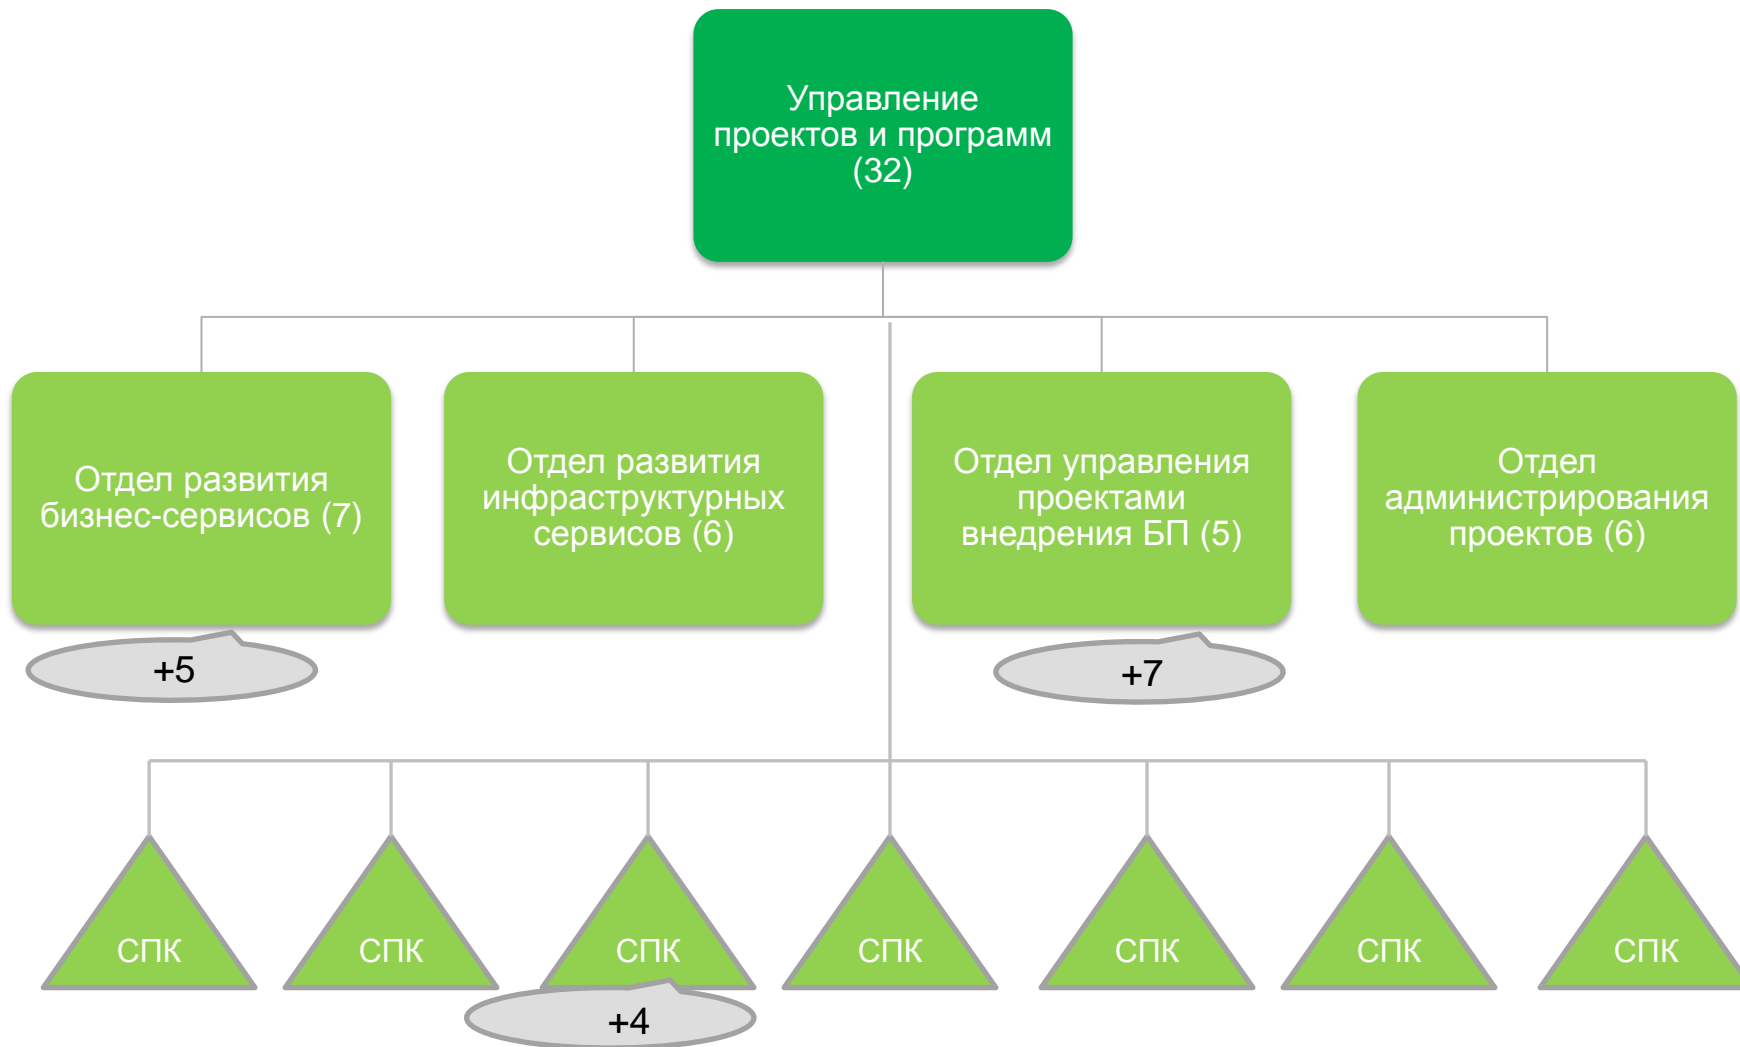 Управление
проектов и программ
(32)
Отдел развития
бизнес-сервисов (7)
Отдел развития
инфраструктурных
сервисов (6)
Отдел управления
проектами
внедрения БП (5)
Отдел
администрирования
проектов (6)
+5
+7
СПК
СПК
СПК
СПК
СПК
СПК
СПК
+4